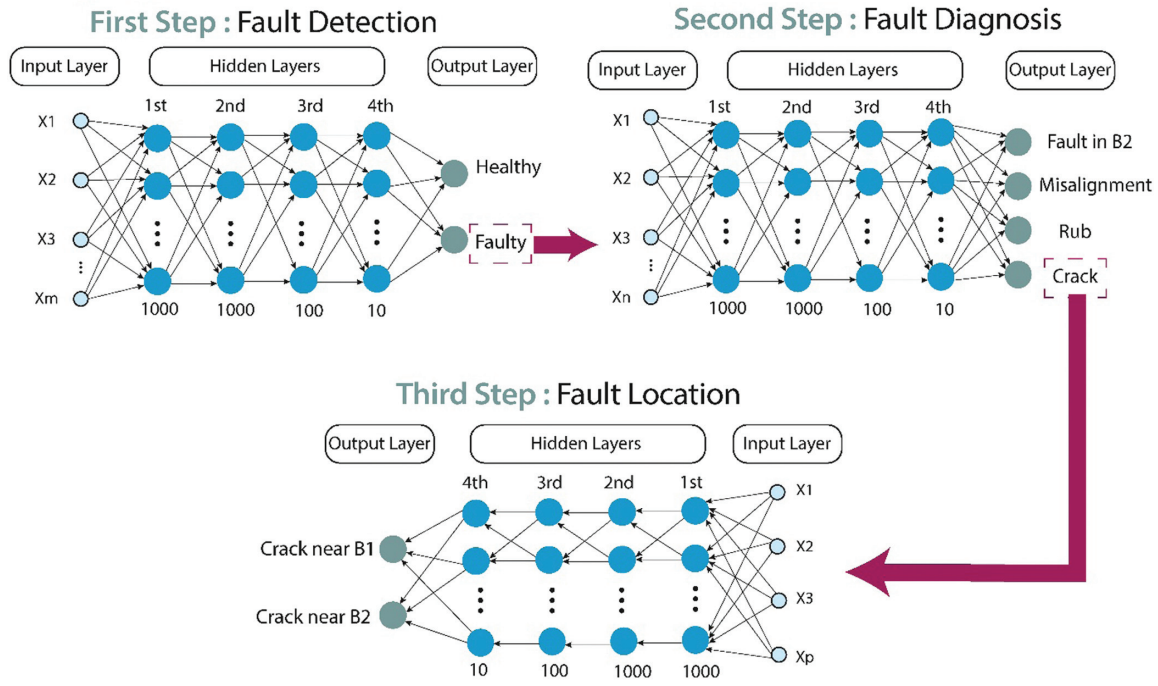 First Step : Fault Detection
Input Layer
Hidden Layers
Output Layer
1st 2nd 3rd 4th
X1
X2
X3
...
Xm
Healthy
Faulty
1000 1000 100 10
Second Step : Fault Diagnosis
Input Layer
Hidden Layers
Output Layer
1st 2nd 3rd 4th
X1
X2
X3
...
Xn
Fault in B2
Misalignment
Rub
Crack
1000 1000 100 10
Third Step : Fault Location
Output Layer
Hidden Layers
Input Layer
4th 3rd 2nd 1st
Crack near B1
Crack near B2
X1
X2
X3
Xp
10 100 1000 1000